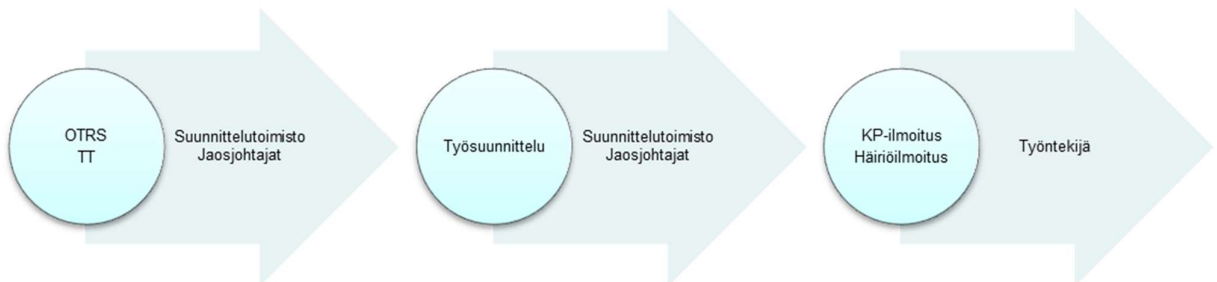 OTRS
TT
Suunnittelutoimisto
Jaosjohtajat
Työsuunnittelu
Suunnittelutoimisto
Jaosjohtajat
KP-ilmoitus
Häiriöilmoitus
Työntekijä